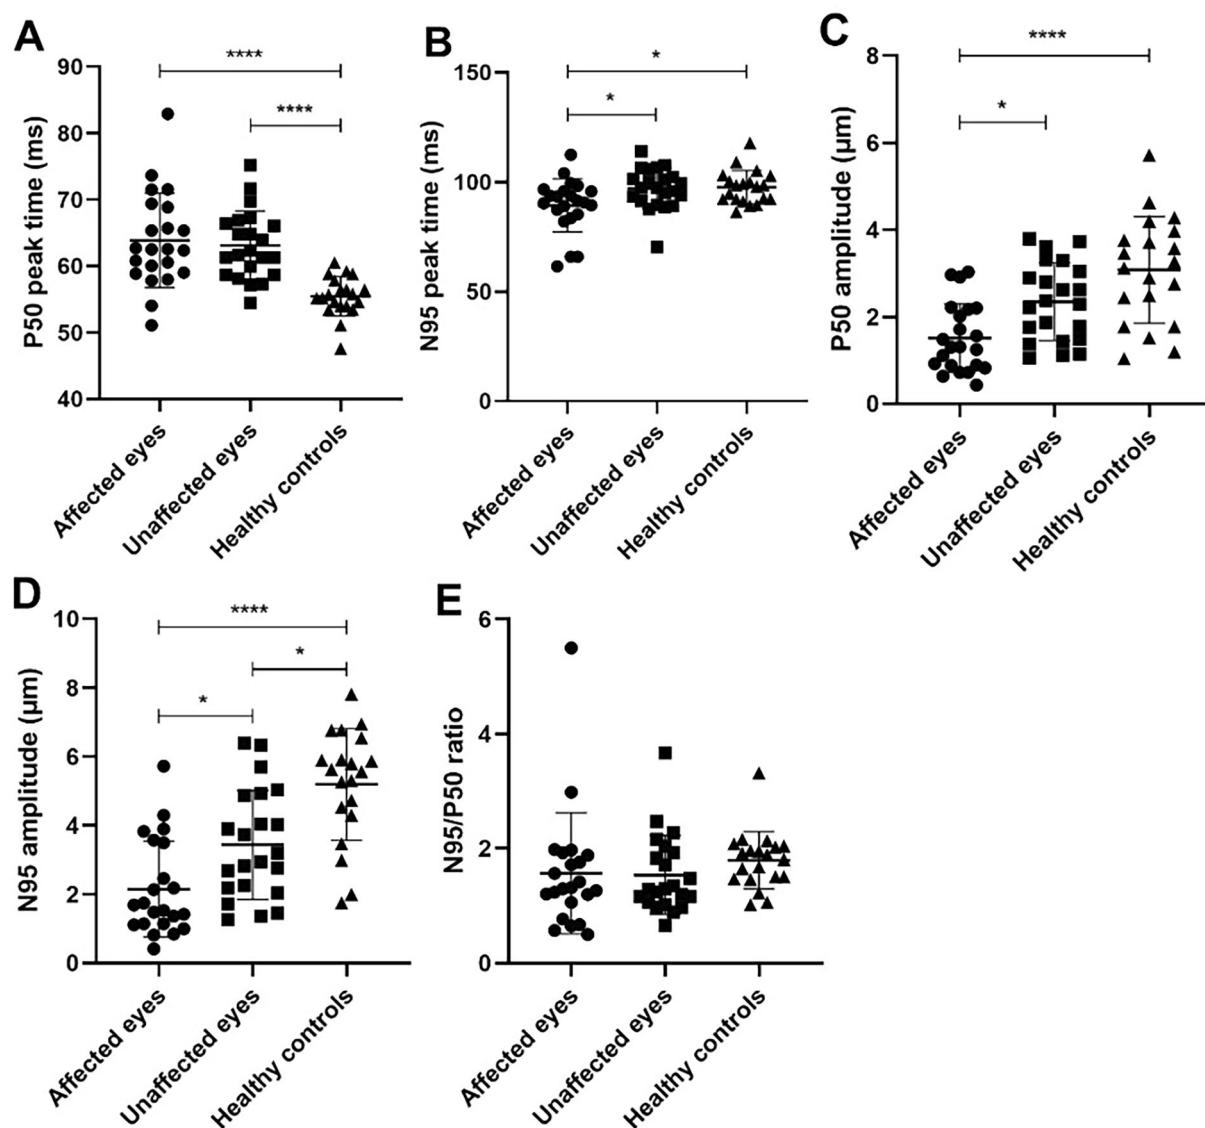 A
****
****
90
80
70
60
50
40
P50 peak time (ms)
Affected eyes
Unaffected eyes
Healthy controls
B
*
*
150
100
50
0
N95 peak time (ms)
Affected eyes
Unaffected eyes
Healthy controls
C
****
*
8
6
4
2
0
P50 amplitude (μm)
Affected eyes
Unaffected eyes
Healthy controls
D
****
*
*
10
8
6
4
2
0
N95 amplitude (μm)
Affected eyes
Unaffected eyes
Healthy controls
E
6
4
2
0
N95/P50 ratio
Affected eyes
Unaffected eyes
Healthy controls